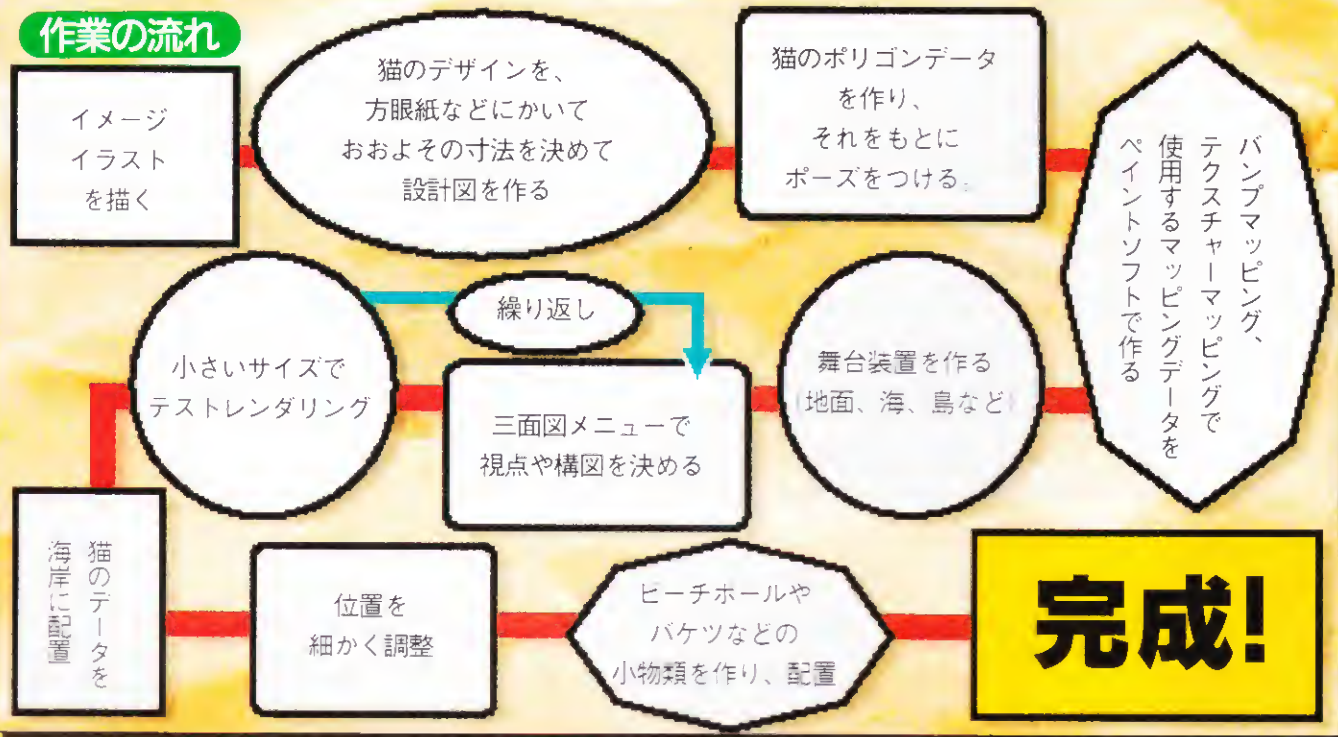 作業の流れ
イメージ
イラスト
を描く
猫のデザインを、
方眼紙などにかいて
おおよその寸法を決めて
設計図を作る
猫のポリゴンデータ
を作り、
それをもとに
ポーズをつける。
バンプマッピング、
テクスチャーマッピングで
使用するマッピングデータを
ペイントソフトで作る
舞台装置を作る
(地面、海、島など)
三面図メニューで
視点や構図を決める
繰り返し
小さいサイズで
テストレンダリング
猫のデータを
海岸に配置
位置を
細かく調整
ビーチボールや
バケツなどの
小物類を作り、配置
完成!